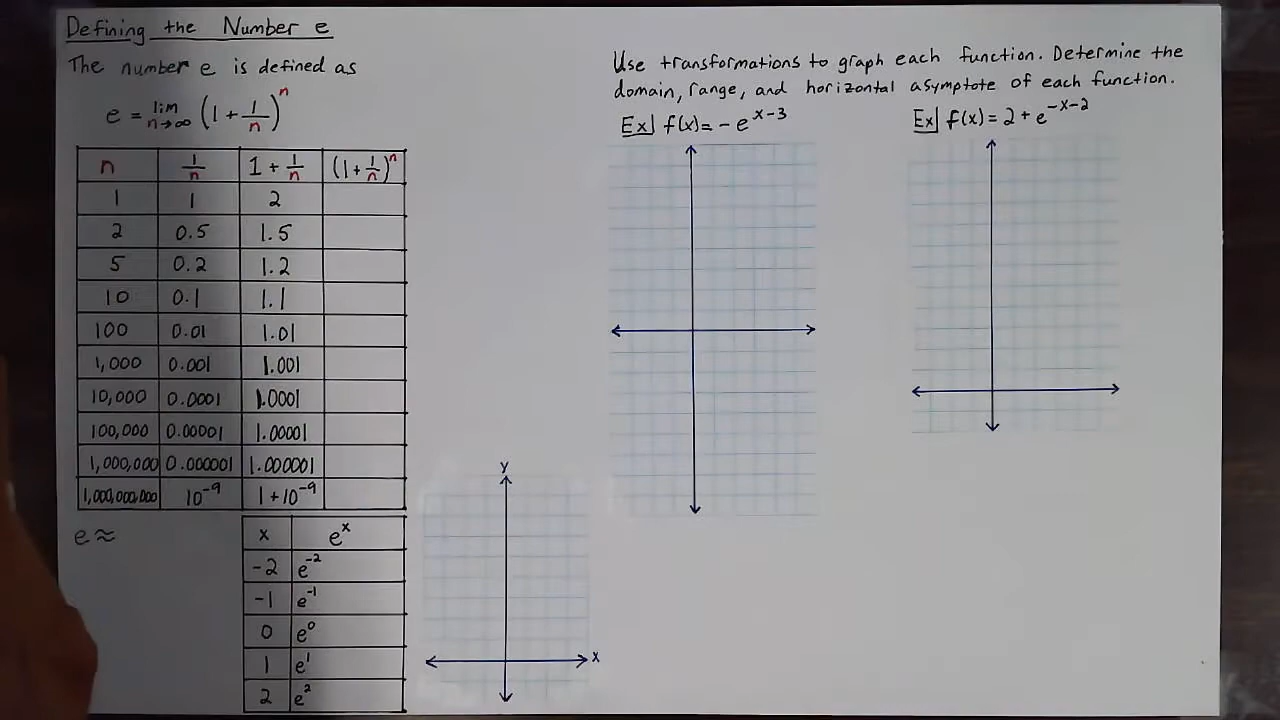 Defining the Number e
The number e is defined as
e = lim n→∞ (1 + 1/n)^n
n | 1/n | 1 + 1/n | (1 + 1/n)^n
1 | 1 | 2
2 | 0.5 | 1.5
5 | 0.2 | 1.2
10 | 0.1 | 1.1
100 | 0.01 | 1.01
1,000 | 0.001 | 1.001
10,000 | 0.0001 | 1.0001
100,000 | 0.00001 | 1.00001
1,000,000 | 0.000001 | 1.000001
1,000,000,000 | 10^-9 | 1 + 10^-9
e ≈
x | e^x
-2 | e^-2
-1 | e^-1
0 | e^0
1 | e^1
2 | e^2
y
x
Use transformations to graph each function. Determine the
domain, range, and horizontal asymptote of each function.
Ex] f(x) = -e^x-3
Ex] f(x) = 2 + e^-x-2